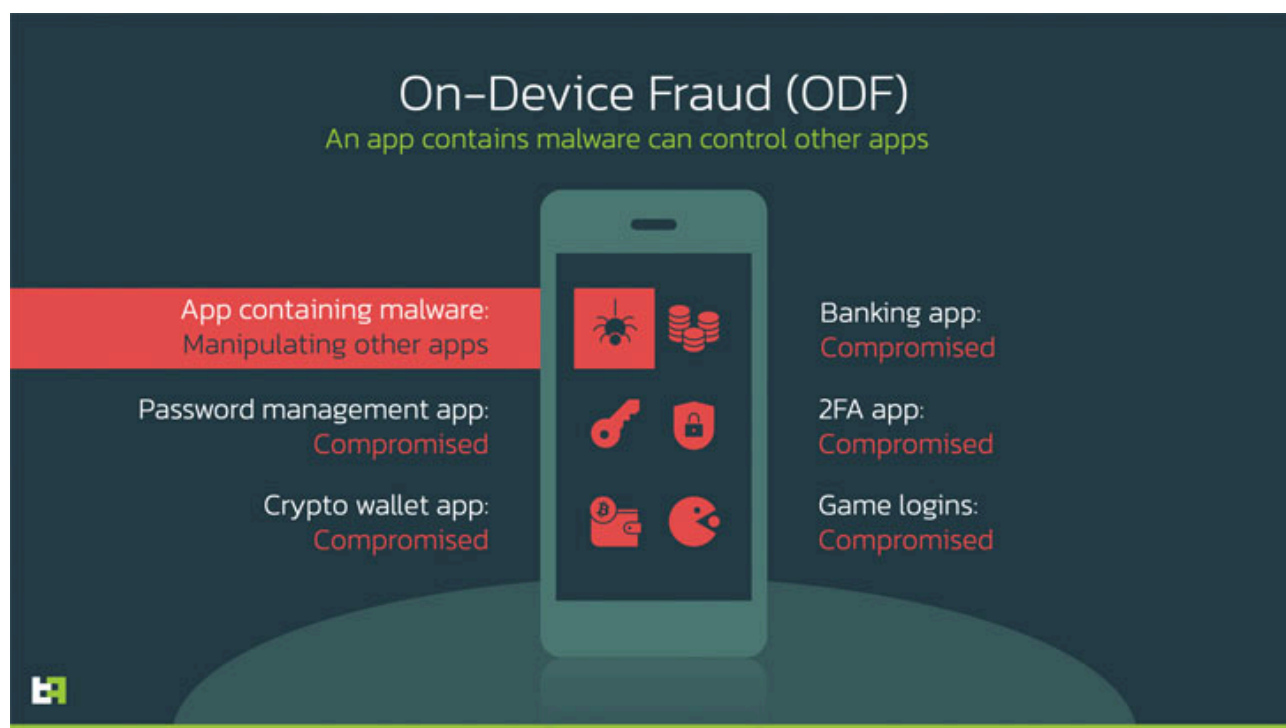 On-Device Fraud (ODF)
An app contains malware can control other apps
App containing malware:
Manipulating other apps
Password management app:
Compromised
Crypto wallet app:
Compromised
Banking app:
Compromised
2FA app:
Compromised
Game logins:
Compromised